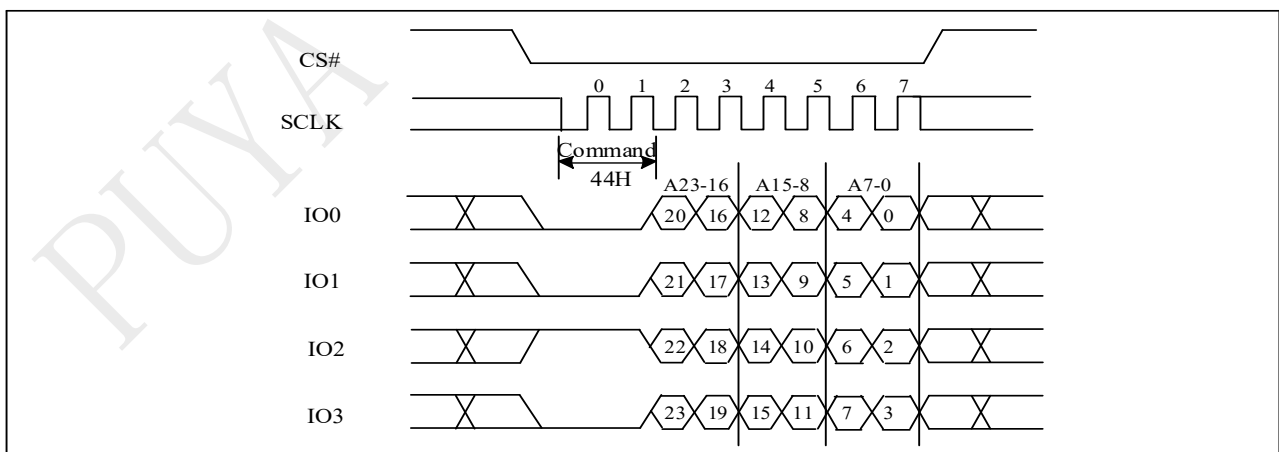 CS#
0 1 2 3 4 5 6 7
SCLK
Command
44H
A23-16 A15-8 A7-0
IO0 20 16 12 8 4 0
IO1 21 17 13 9 5 1
IO2 22 18 14 10 6 2
IO3 23 19 15 11 7 3
PUYA